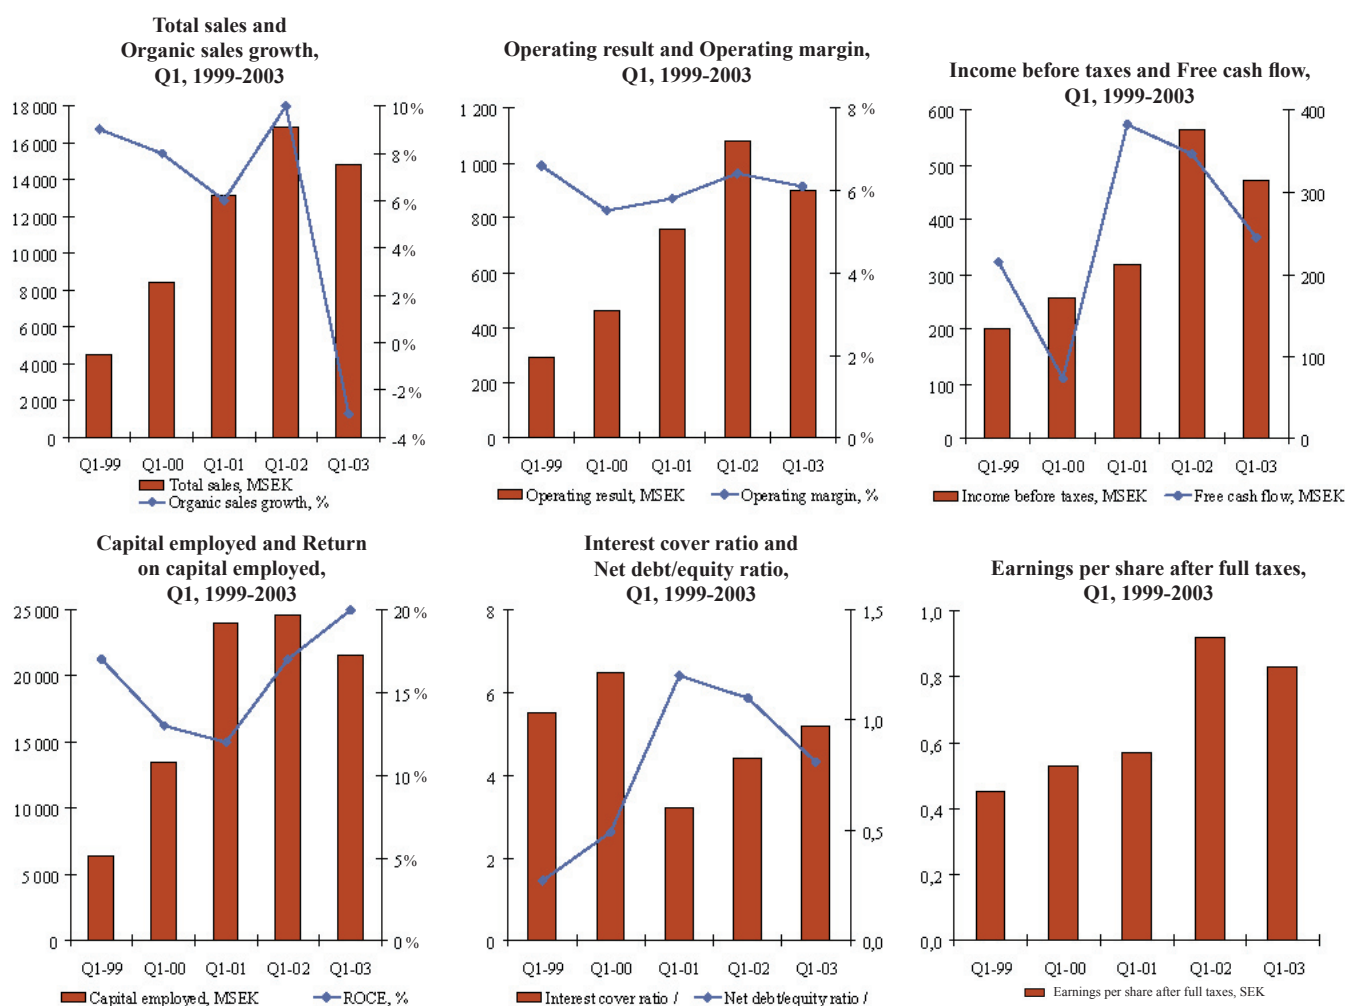 Total sales and
Organic sales growth,
Q1, 1999-2003
18 000
16 000
14 000
12 000
10 000
8 000
6 000
4 000
2 000
0
10%
8%
6%
4%
2%
0%
-2%
-4%
Q1-99 Q1-00 Q1-01 Q1-02 Q1-03
Total sales, MSEK
Organic sales growth, %
Operating result and Operating margin,
Q1, 1999-2003
1 200
1 000
800
600
400
200
0
8%
6%
4%
2%
0%
Q1-99 Q1-00 Q1-01 Q1-02 Q1-03
Operating result, MSEK Operating margin, %
Income before taxes and Free cash flow,
Q1, 1999-2003
600
500
400
300
200
100
0
400
300
200
100
0
Q1-99 Q1-00 Q1-01 Q1-02 Q1-03
Income before taxes, MSEK Free cash flow, MSEK
Capital employed and Return
on capital employed,
Q1, 1999-2003
25 000
20 000
15 000
10 000
5 000
0
20%
15%
10%
5%
0%
Q1-99 Q1-00 Q1-01 Q1-02 Q1-03
Capital employed, MSEK ROCE, %
Interest cover ratio and
Net debt/equity ratio,
Q1, 1999-2003
8
6
4
2
0
1,5
1,0
0,5
0,0
Q1-99 Q1-00 Q1-01 Q1-02 Q1-03
Interest cover ratio / Net debt/equity ratio /
Earnings per share after full taxes,
Q1, 1999-2003
1,0
0,8
0,6
0,4
0,2
0,0
Q1-99 Q1-00 Q1-01 Q1-02 Q1-03
Earnings per share after full taxes, SEK